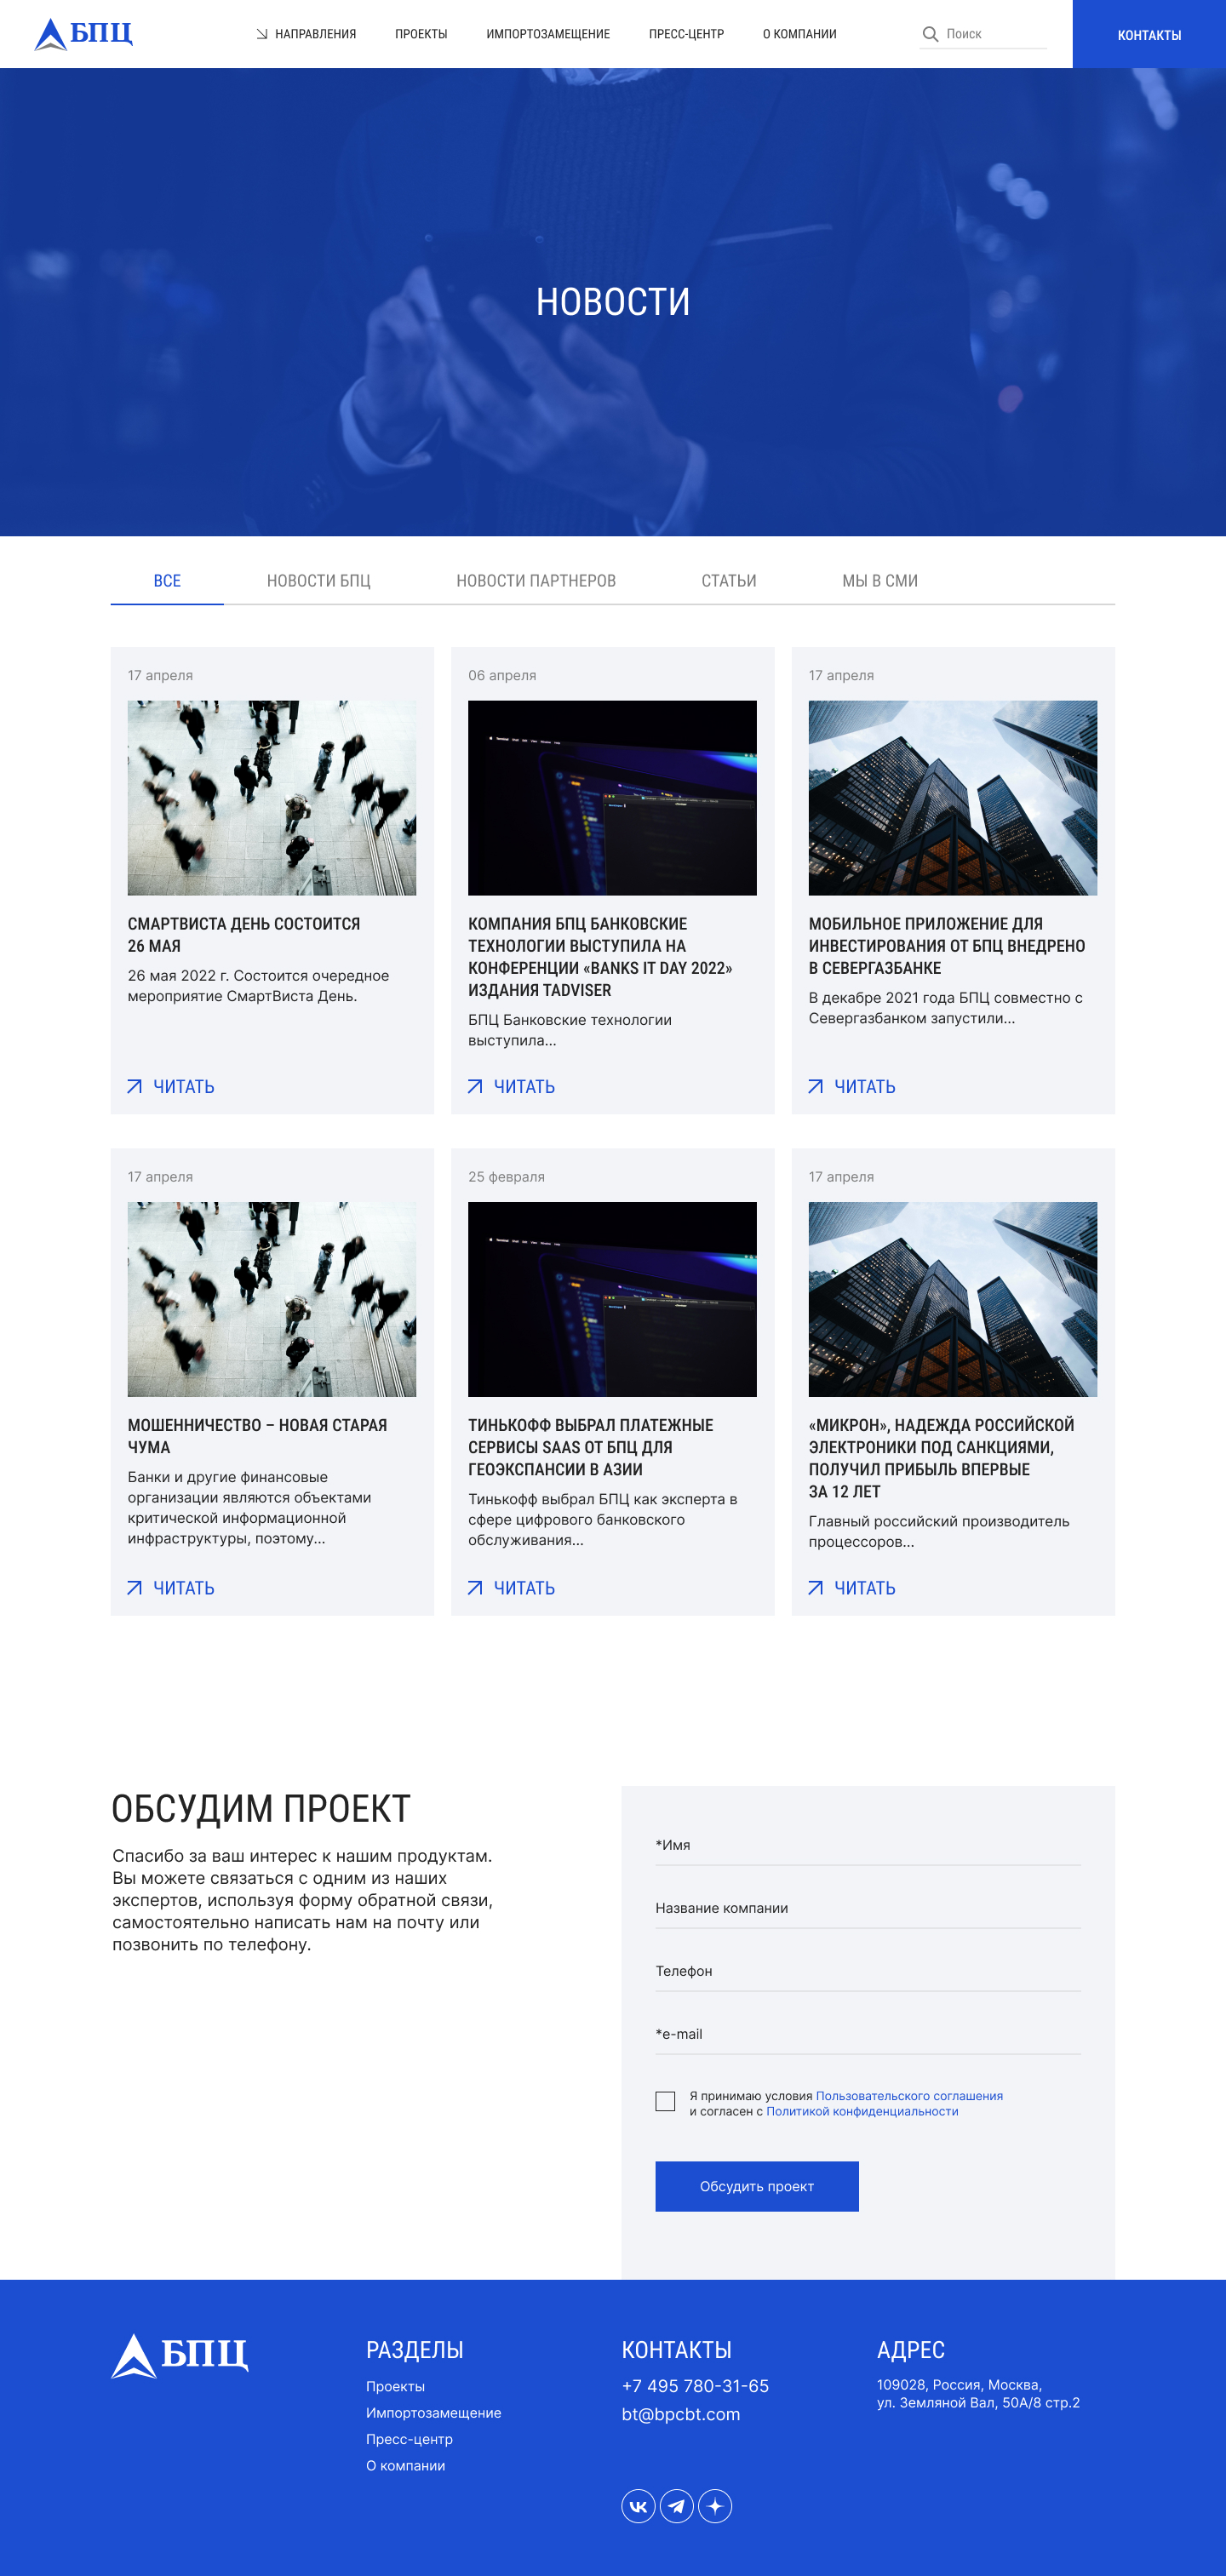 БПЦ
НАПРАВЛЕНИЯ
ПРОЕКТЫ
ИМПОРТОЗАМЕЩЕНИЕ
ПРЕСС-ЦЕНТР
О КОМПАНИИ
Поиск
КОНТАКТЫ
НОВОСТИ
ВСЕ
НОВОСТИ БПЦ
НОВОСТИ ПАРТНЕРОВ
СТАТЬИ
МЫ В СМИ
17 апреля
СМАРТВИСТА ДЕНЬ СОСТОИТСЯ
26 МАЯ
26 мая 2022 г. Состоится очередное
мероприятие СмартВиста День.
ЧИТАТЬ
06 апреля
КОМПАНИЯ БПЦ БАНКОВСКИЕ
ТЕХНОЛОГИИ ВЫСТУПИЛА НА
КОНФЕРЕНЦИИ «BANKS IT DAY 2022»
ИЗДАНИЯ TADVISER
БПЦ Банковские технологии
выступила...
ЧИТАТЬ
17 апреля
МОБИЛЬНОЕ ПРИЛОЖЕНИЕ ДЛЯ
ИНВЕСТИРОВАНИЯ ОТ БПЦ ВНЕДРЕНО
В СЕВЕРГАЗБАНКЕ
В декабре 2021 года БПЦ совместно с
Севергазбанком запустили...
ЧИТАТЬ
17 апреля
МОШЕННИЧЕСТВО – НОВАЯ СТАРАЯ
ЧУМА
Банки и другие финансовые
организации являются объектами
критической информационной
инфраструктуры, поэтому...
ЧИТАТЬ
25 февраля
ТИНЬКОФФ ВЫБРАЛ ПЛАТЕЖНЫЕ
СЕРВИСЫ SAAS ОТ БПЦ ДЛЯ
ГЕОЭКСПАНСИИ В АЗИИ
Тинькофф выбрал БПЦ как эксперта в
сфере цифрового банковского
обслуживания...
ЧИТАТЬ
17 апреля
«МИКРОН», НАДЕЖДА РОССИЙСКОЙ
ЭЛЕКТРОНИКИ ПОД САНКЦИЯМИ,
ПОЛУЧИЛ ПРИБЫЛЬ ВПЕРВЫЕ
ЗА 12 ЛЕТ
Главный российский производитель
процессоров...
ЧИТАТЬ
ОБСУДИМ ПРОЕКТ
Спасибо за ваш интерес к нашим продуктам.
Вы можете связаться с одним из наших
экспертов, используя форму обратной связи,
самостоятельно написать нам на почту или
позвонить по телефону.
*Имя
Название компании
Телефон
*e-mail
Я принимаю условия Пользовательского соглашения
и согласен с Политикой конфиденциальности
Обсудить проект
БПЦ
РАЗДЕЛЫ
Проекты
Импортозамещение
Пресс-центр
О компании
КОНТАКТЫ
+7 495 780-31-65
bt@bpcbt.com
АДРЕС
109028, Россия, Москва,
ул. Земляной Вал, 50А/8 стр.2